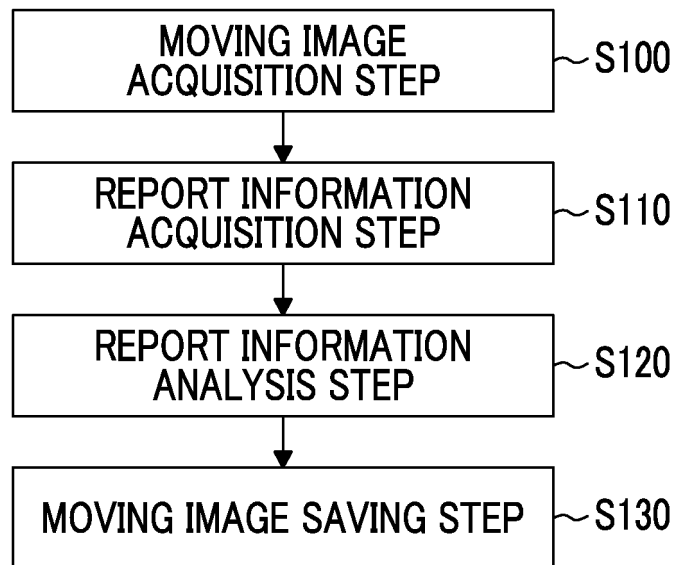 MOVING IMAGE
ACQUISITION STEP
S100
REPORT INFORMATION
ACQUISITION STEP
S110
REPORT INFORMATION
ANALYSIS STEP
S120
MOVING IMAGE SAVING STEP
S130